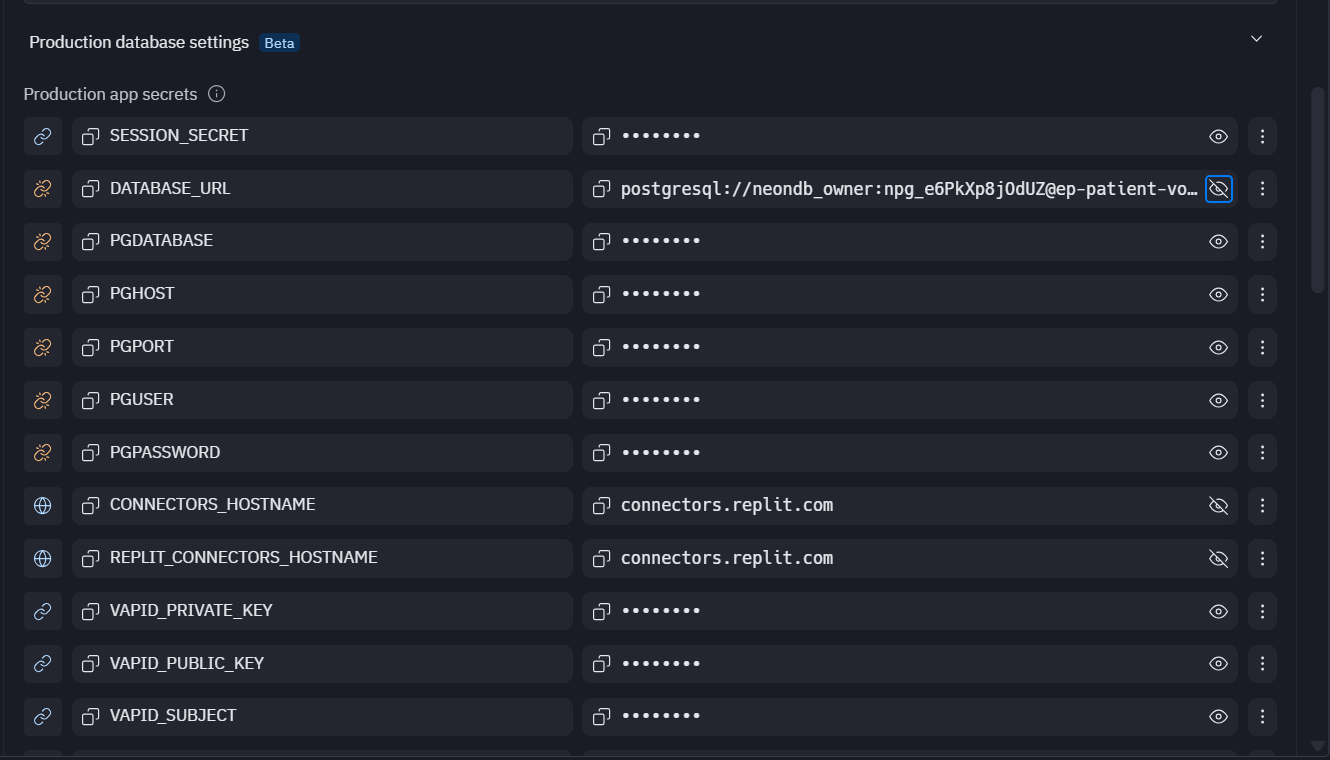 Production database settings Beta
Production app secrets
SESSION_SECRET ••••••••
DATABASE_URL postgresql://neondb_owner:npg_e6PkXp8jOdUZ@ep-patient-vo…
PGDATABASE ••••••••
PGHOST ••••••••
PGPORT ••••••••
PGUSER ••••••••
PGPASSWORD ••••••••
CONNECTORS_HOSTNAME connectors.replit.com
REPLIT_CONNECTORS_HOSTNAME connectors.replit.com
VAPID_PRIVATE_KEY ••••••••
VAPID_PUBLIC_KEY ••••••••
VAPID_SUBJECT ••••••••